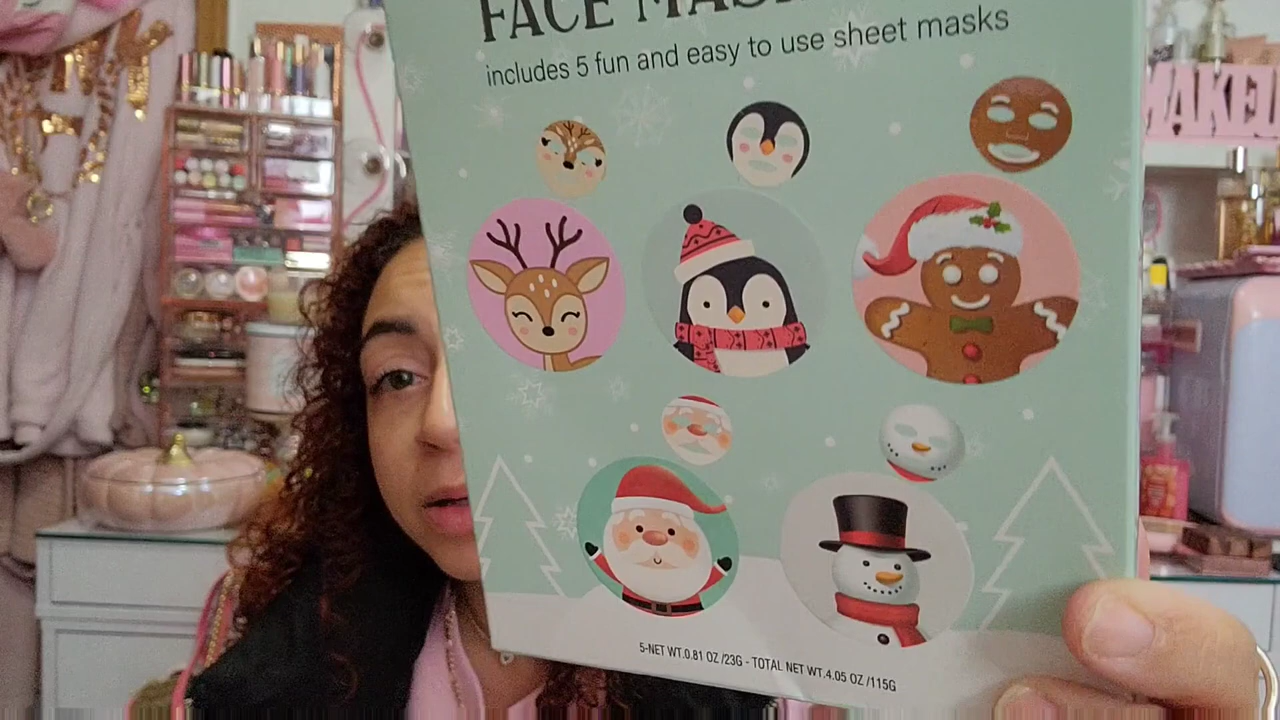 FACE MASK
includes 5 fun and easy to use sheet masks
MAKEU
5-NET WT.0.81 OZ /23G - TOTAL NET WT.4.05 OZ /115G